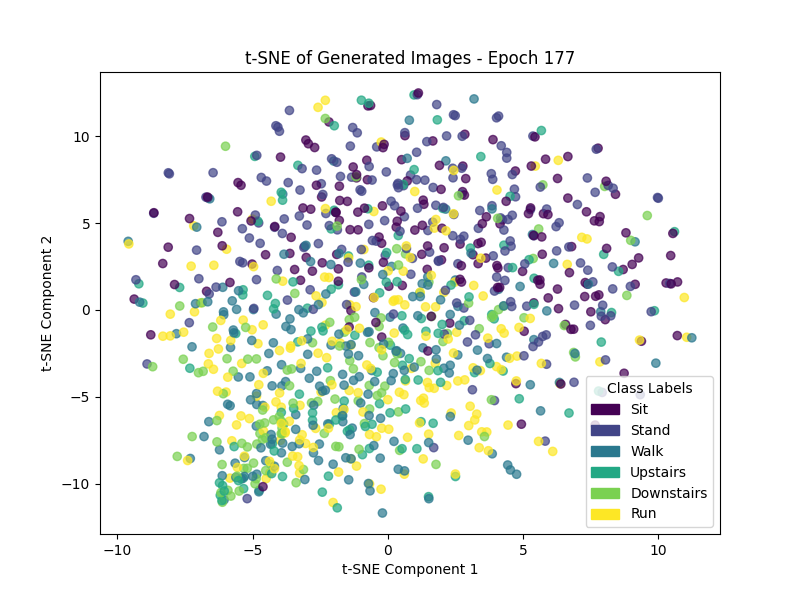 t-SNE of Generated Images - Epoch 177
t-SNE Component 2
10
5
0
−5
−10
−10
−5
0
5
10
t-SNE Component 1
Class Labels
Sit
Stand
Walk
Upstairs
Downstairs
Run